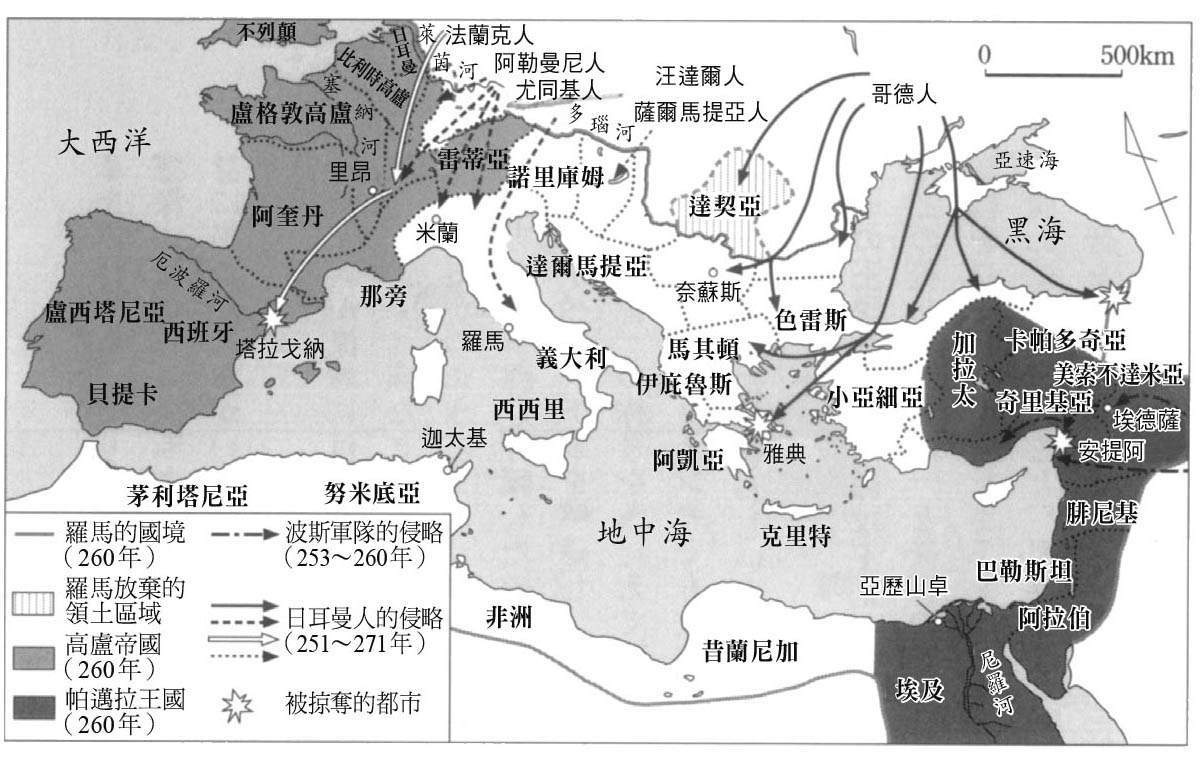 不列顛
日耳曼
萊茵河
法蘭克人
阿勒曼尼人
尤同基人
汪達爾人
薩爾馬提亞人
哥德人
0 500km
比利時高盧
塞納河
盧格敦高盧
大西洋
多瑙河
亞速海
雷蒂亞
諾里庫姆
里昂
達契亞
阿奎丹
米蘭
黑海
厄波羅河
達爾馬提亞
奈蘇斯
那旁
盧西塔尼亞
西班牙
塔拉戈納
色雷斯
羅馬
義大利
馬其頓
加拉太
卡帕多奇亞
伊庇魯斯
美索不達米亞
貝提卡
小亞細亞
奇里基亞
西西里
埃德薩
迦太基
阿凱亞
雅典
安提阿
茅利塔尼亞
努米底亞
腓尼基
地中海
克里特
巴勒斯坦
亞歷山卓
阿拉伯
非洲
昔蘭尼加
埃及
尼羅河
羅馬的國境
(260年)
羅馬放棄的
領土區域
高盧帝國
(260年)
帕邁拉王國
(260年)
波斯軍隊的侵略
(253~260年)
日耳曼人的侵略
(251~271年)
被掠奪的都市